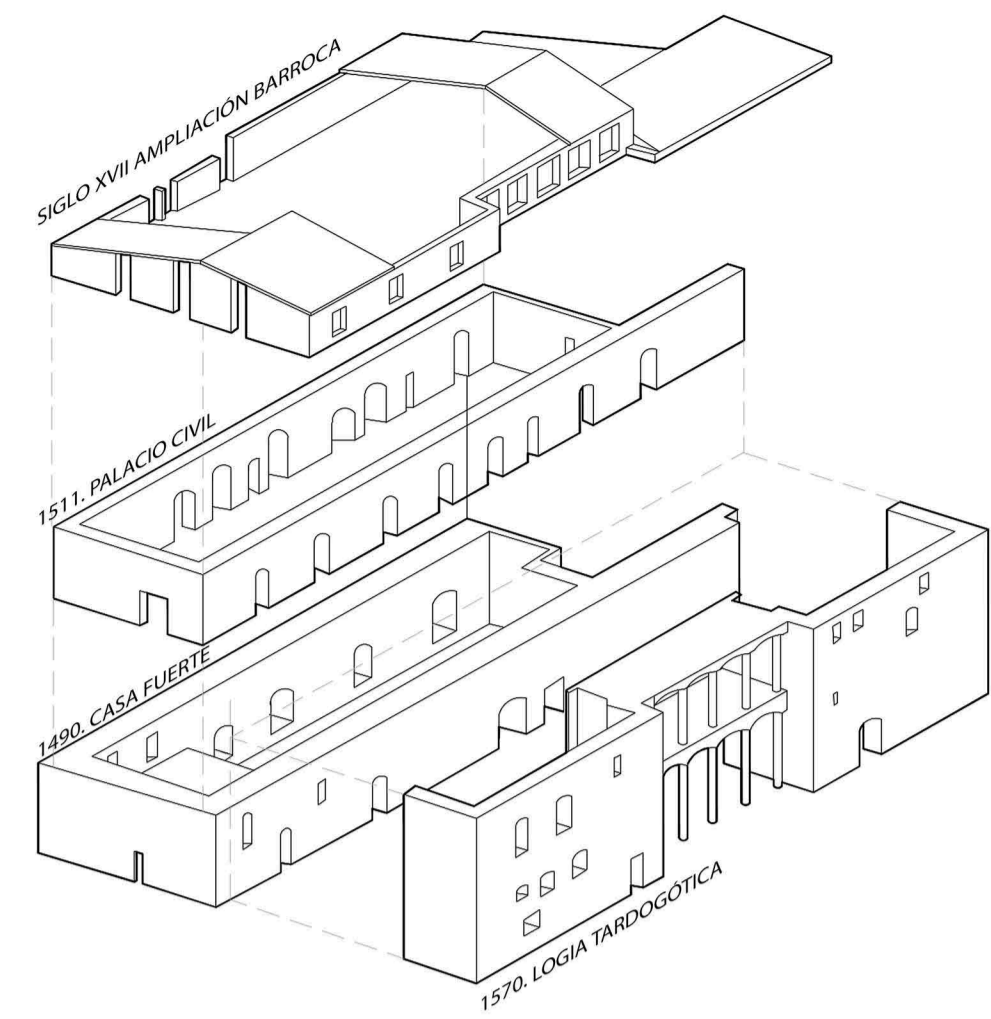 SIGLO XVII AMPLIACIÓN BARROCA
1511. PALACIO CIVIL
1490. CASA FUERTE
1570. LOGIA TARDOGÓTICA